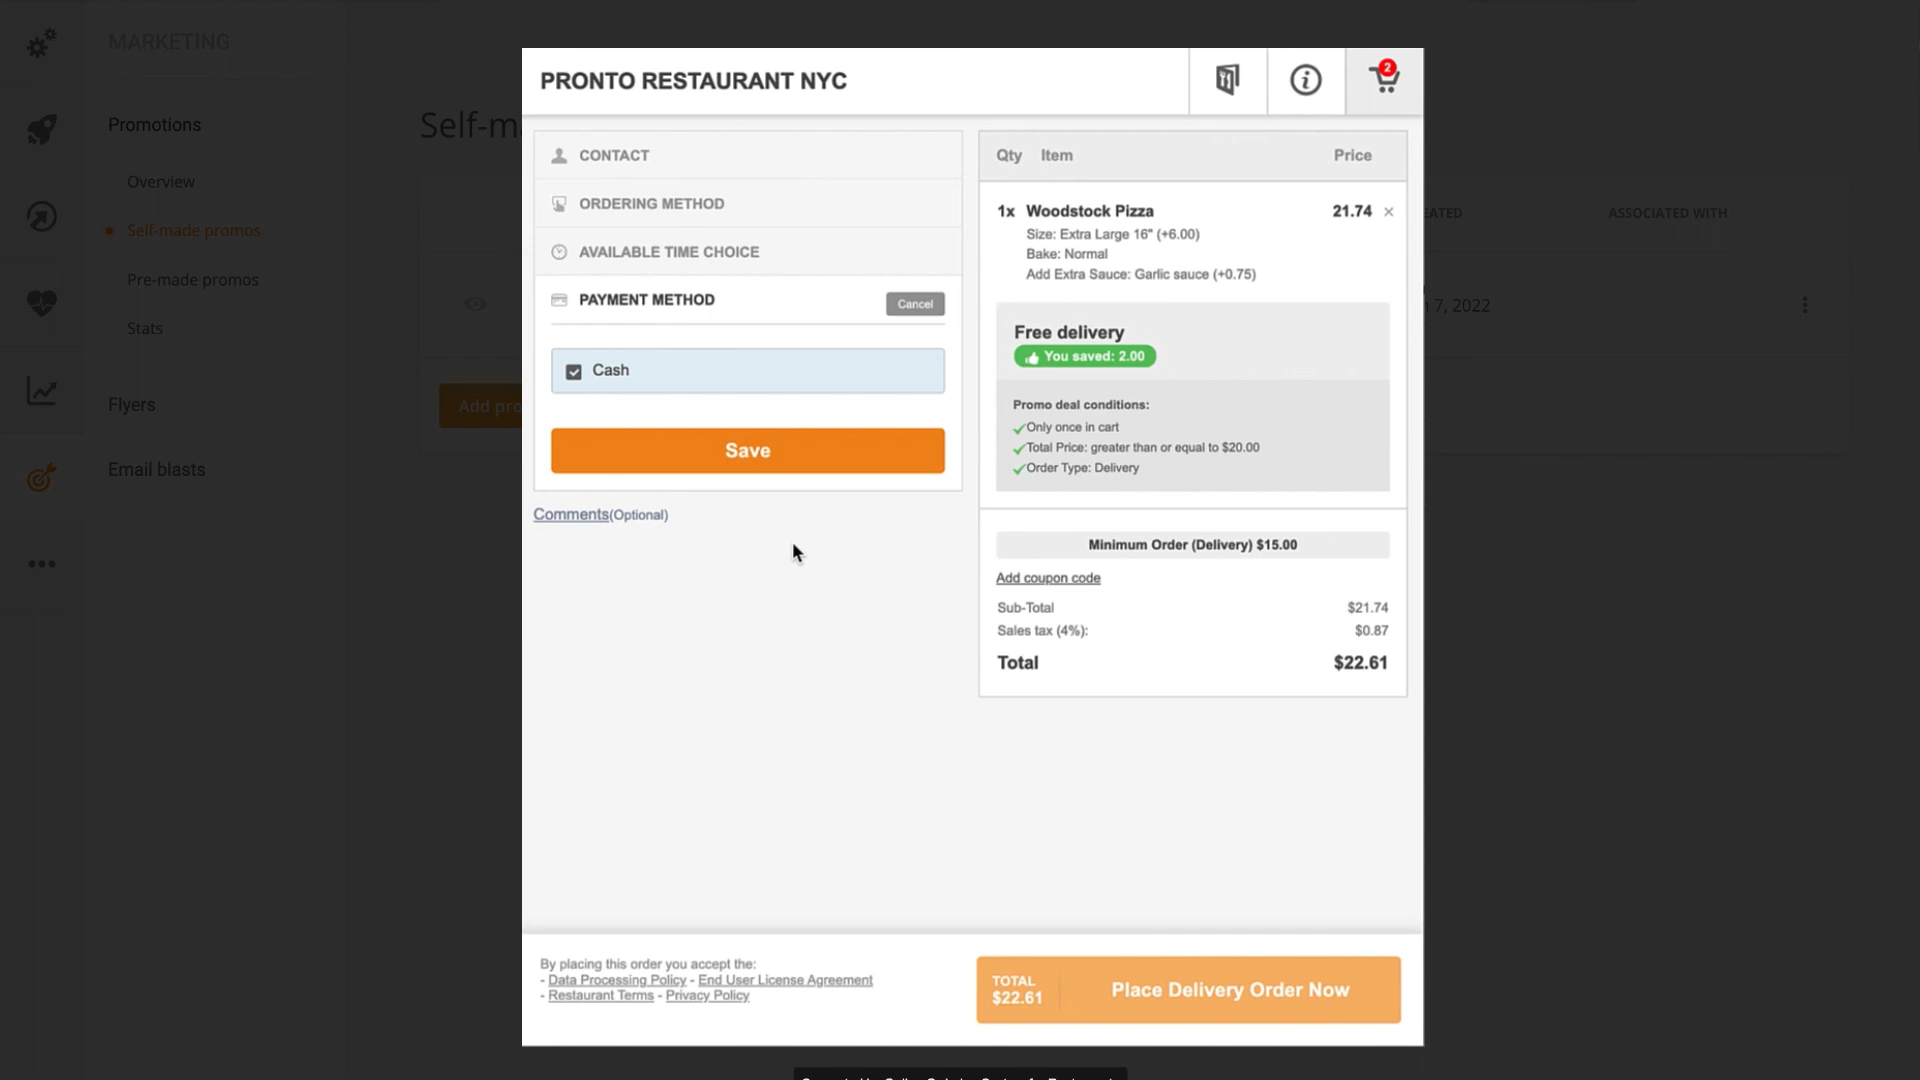 MARKETING
Promotions
Overview
Self-made promos
Pre-made promos
Stats
Flyers
Email blasts
Self-m
Add pro
PRONTO RESTAURANT NYC
2
CONTACT
ORDERING METHOD
AVAILABLE TIME CHOICE
PAYMENT METHOD
Cancel
Cash
Save
Comments(Optional)
Qty Item Price
1x Woodstock Pizza 21.74 ×
Size: Extra Large 16" (+6.00)
Bake: Normal
Add Extra Sauce: Garlic sauce (+0.75)
Free delivery
You saved: 2.00
Promo deal conditions:
Only once in cart
Total Price: greater than or equal to $20.00
Order Type: Delivery
Minimum Order (Delivery) $15.00
Add coupon code
Sub-Total $21.74
Sales tax (4%): $0.87
Total $22.61
By placing this order you accept the:
- Data Processing Policy - End User License Agreement
- Restaurant Terms - Privacy Policy
TOTAL
$22.61
Place Delivery Order Now
EATED
ASSOCIATED WITH
7, 2022